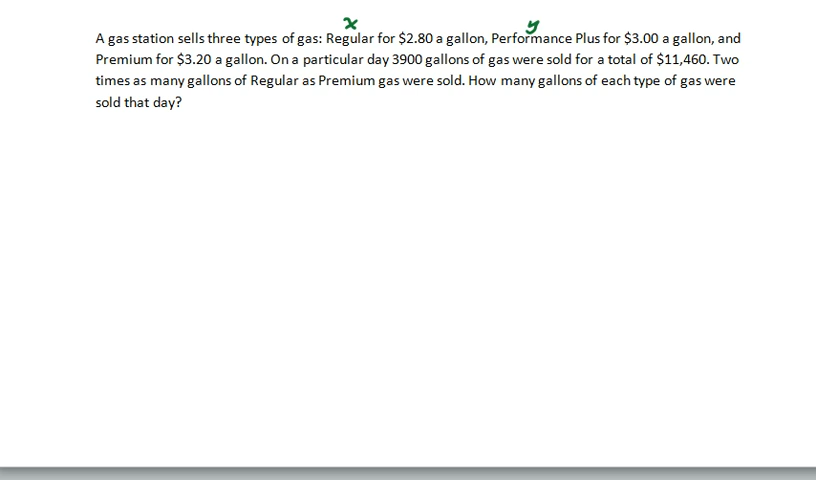 x y
A gas station sells three types of gas: Regular for $2.80 a gallon, Performance Plus for $3.00 a gallon, and
Premium for $3.20 a gallon. On a particular day 3900 gallons of gas were sold for a total of $11,460. Two
times as many gallons of Regular as Premium gas were sold. How many gallons of each type of gas were
sold that day?